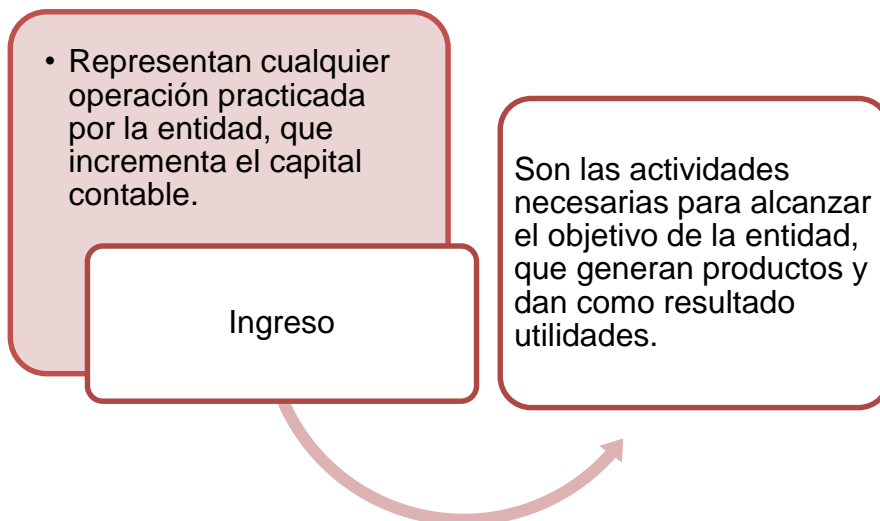 • Representan cualquier
operación practicada
por la entidad, que
incrementa el capital
contable.
Ingreso
Son las actividades
necesarias para alcanzar
el objetivo de la entidad,
que generan productos y
dan como resultado
utilidades.